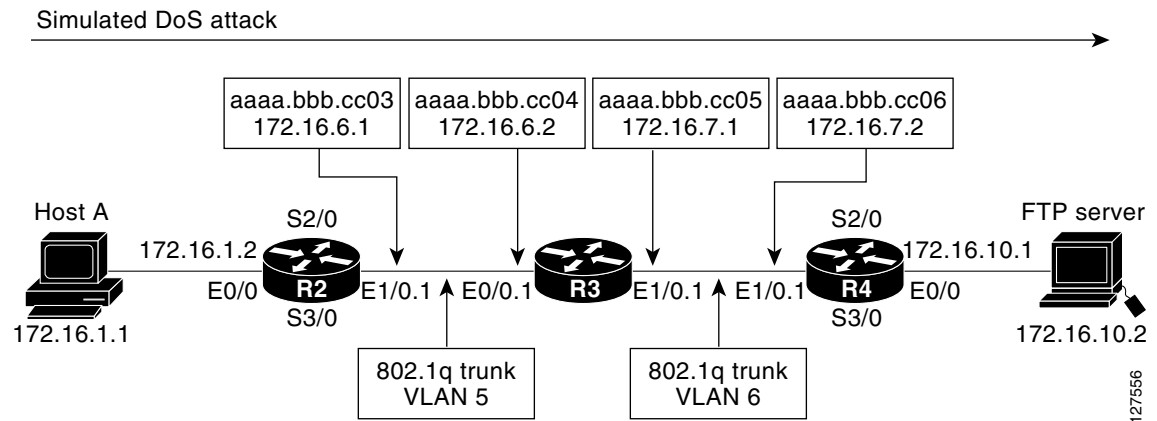 Simulated DoS attack
aaaa.bbb.cc03
172.16.6.1
aaaa.bbb.cc04
172.16.6.2
aaaa.bbb.cc05
172.16.7.1
aaaa.bbb.cc06
172.16.7.2
Host A
172.16.1.1
172.16.1.2
E0/0
S2/0
R2
S3/0
E1/0.1
E0/0.1
R3
E1/0.1
E1/0.1
S2/0
R4
S3/0
172.16.10.1
E0/0
FTP server
172.16.10.2
802.1q trunk
VLAN 5
802.1q trunk
VLAN 6
127556